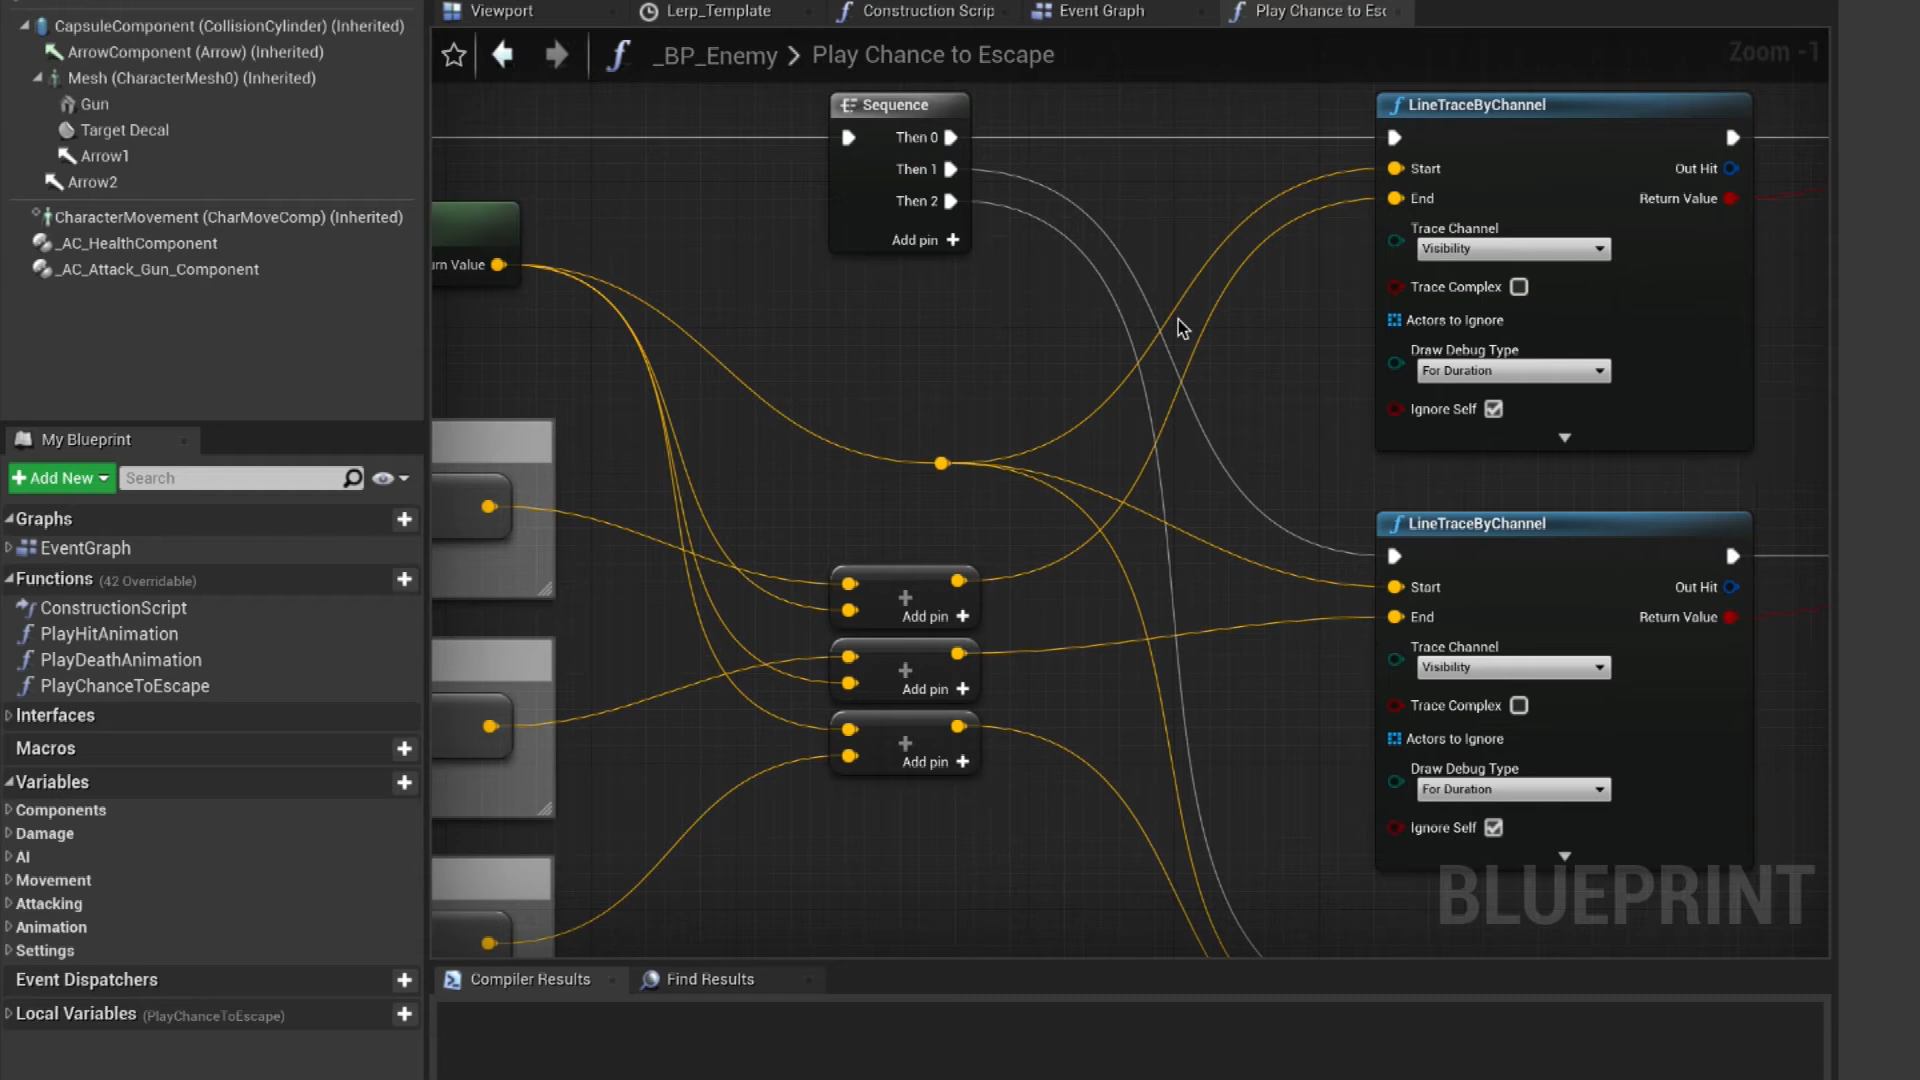 CapsuleComponent (CollisionCylinder) (Inherited)
ArrowComponent (Arrow) (Inherited)
Mesh (CharacterMesh0) (Inherited)
Gun
Target Decal
Arrow1
Arrow2
CharacterMovement (CharMoveComp) (Inherited)
_AC_HealthComponent
_AC_Attack_Gun_Component
My Blueprint
Add New
Search
Graphs
EventGraph
Functions (42 Overridable)
ConstructionScript
PlayHitAnimation
PlayDeathAnimation
PlayChanceToEscape
Interfaces
Macros
Variables
Components
Damage
AI
Movement
Attacking
Animation
Settings
Event Dispatchers
Local Variables (PlayChanceToEscape)
Viewport
Lerp_Template
Construction Scrip
Event Graph
Play Chance to Esc
_BP_Enemy > Play Chance to Escape
Zoom -1
Sequence
Then 0
Then 1
Then 2
Add pin +
urn Value
+
Add pin +
+
Add pin +
+
Add pin +
LineTraceByChannel
Start
Out Hit
End
Return Value
Trace Channel
Visibility
Trace Complex
Actors to Ignore
Draw Debug Type
For Duration
Ignore Self
LineTraceByChannel
Start
Out Hit
End
Return Value
Trace Channel
Visibility
Trace Complex
Actors to Ignore
Draw Debug Type
For Duration
Ignore Self
BLUEPRINT
Compiler Results
Find Results